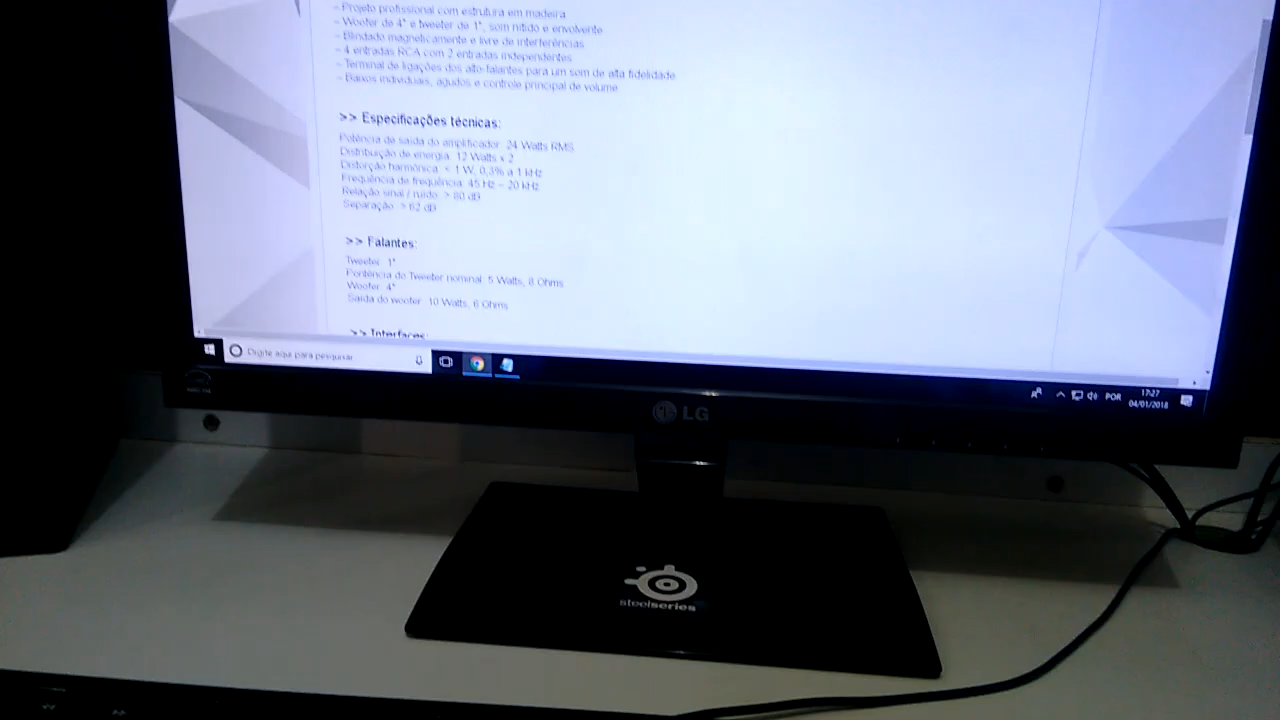 - Projeto profissional com estrutura em madeira
- Woofer de 4" e tweeter de 1", som nítido e envolvente
- Blindado magneticamente e livre de interferências
- 4 entradas RCA com 2 entradas independentes
- Terminal de ligações dos alto-falantes para um som de alta fidelidade
- Baixos individuais, agudos e controle principal de volume
>> Especificações técnicas:
Potência de saída do amplificador: 24 Watts RMS
Distribuição de energia: 12 Watts x 2
Distorção harmônica: < 1 W, 0,3% a 1 kHz
Frequência de frequência: 45 Hz – 20 kHz
Relação sinal / ruído: > 80 dB
Separação: > 62 dB
>> Falantes:
Tweeter: 1"
Pontência do Tweeter nominal: 5 Watts, 8 Ohms
Woofer: 4"
Saída do woofer: 10 Watts, 6 Ohms
>> Interfaces:
Digite aqui para pesquisar
POR
17:27
04/01/2018
LG
steelseries